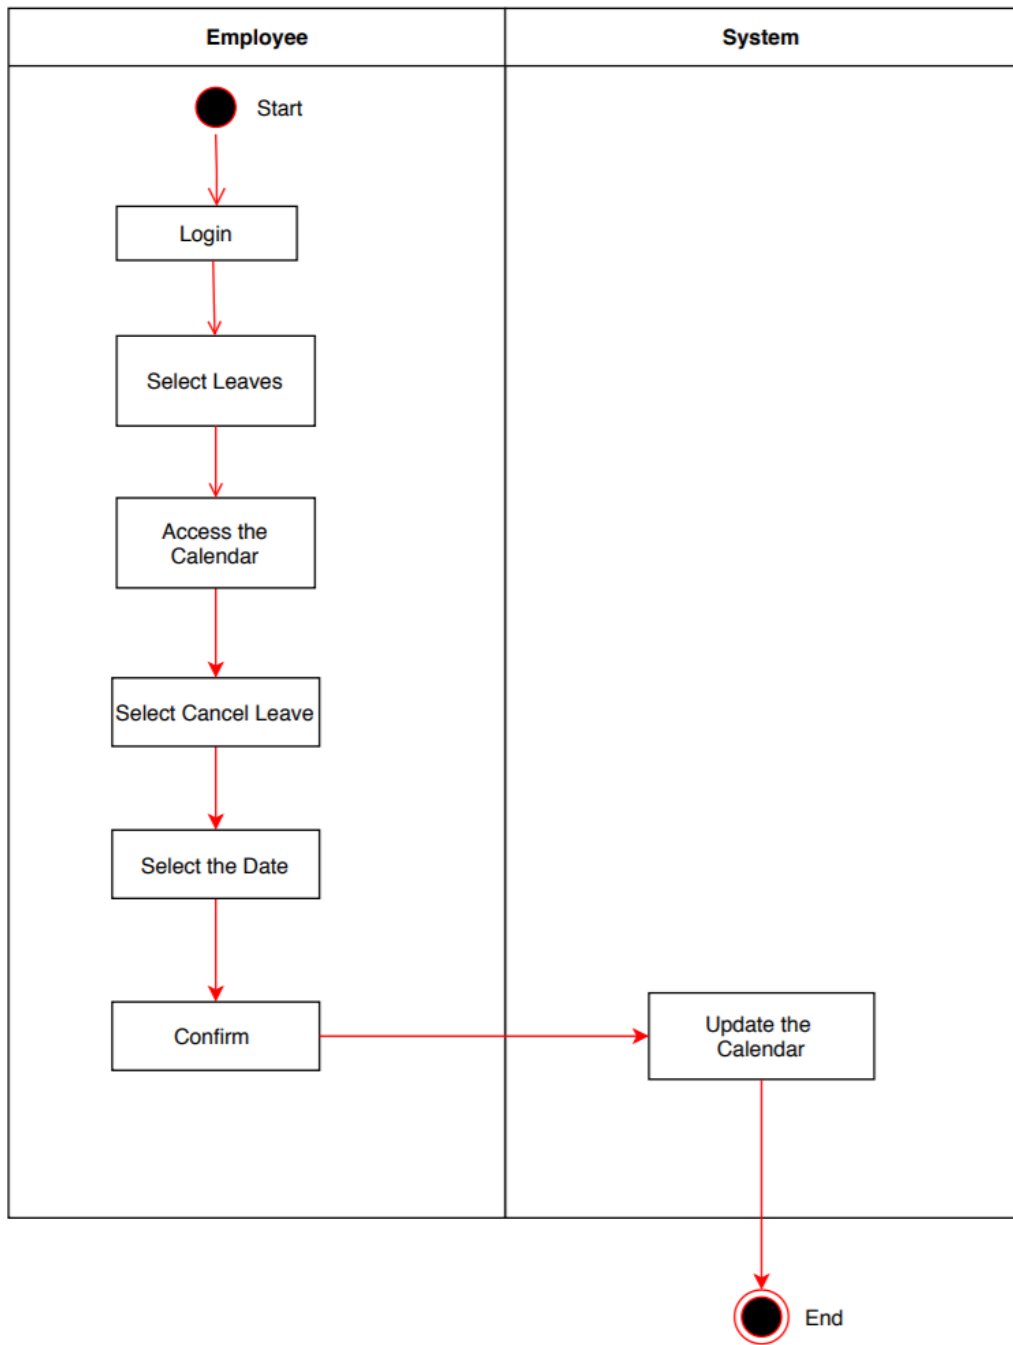 Employee
System
Start
Login
Select Leaves
Access the
Calendar
Select Cancel Leave
Select the Date
Confirm
Update the
Calendar
End